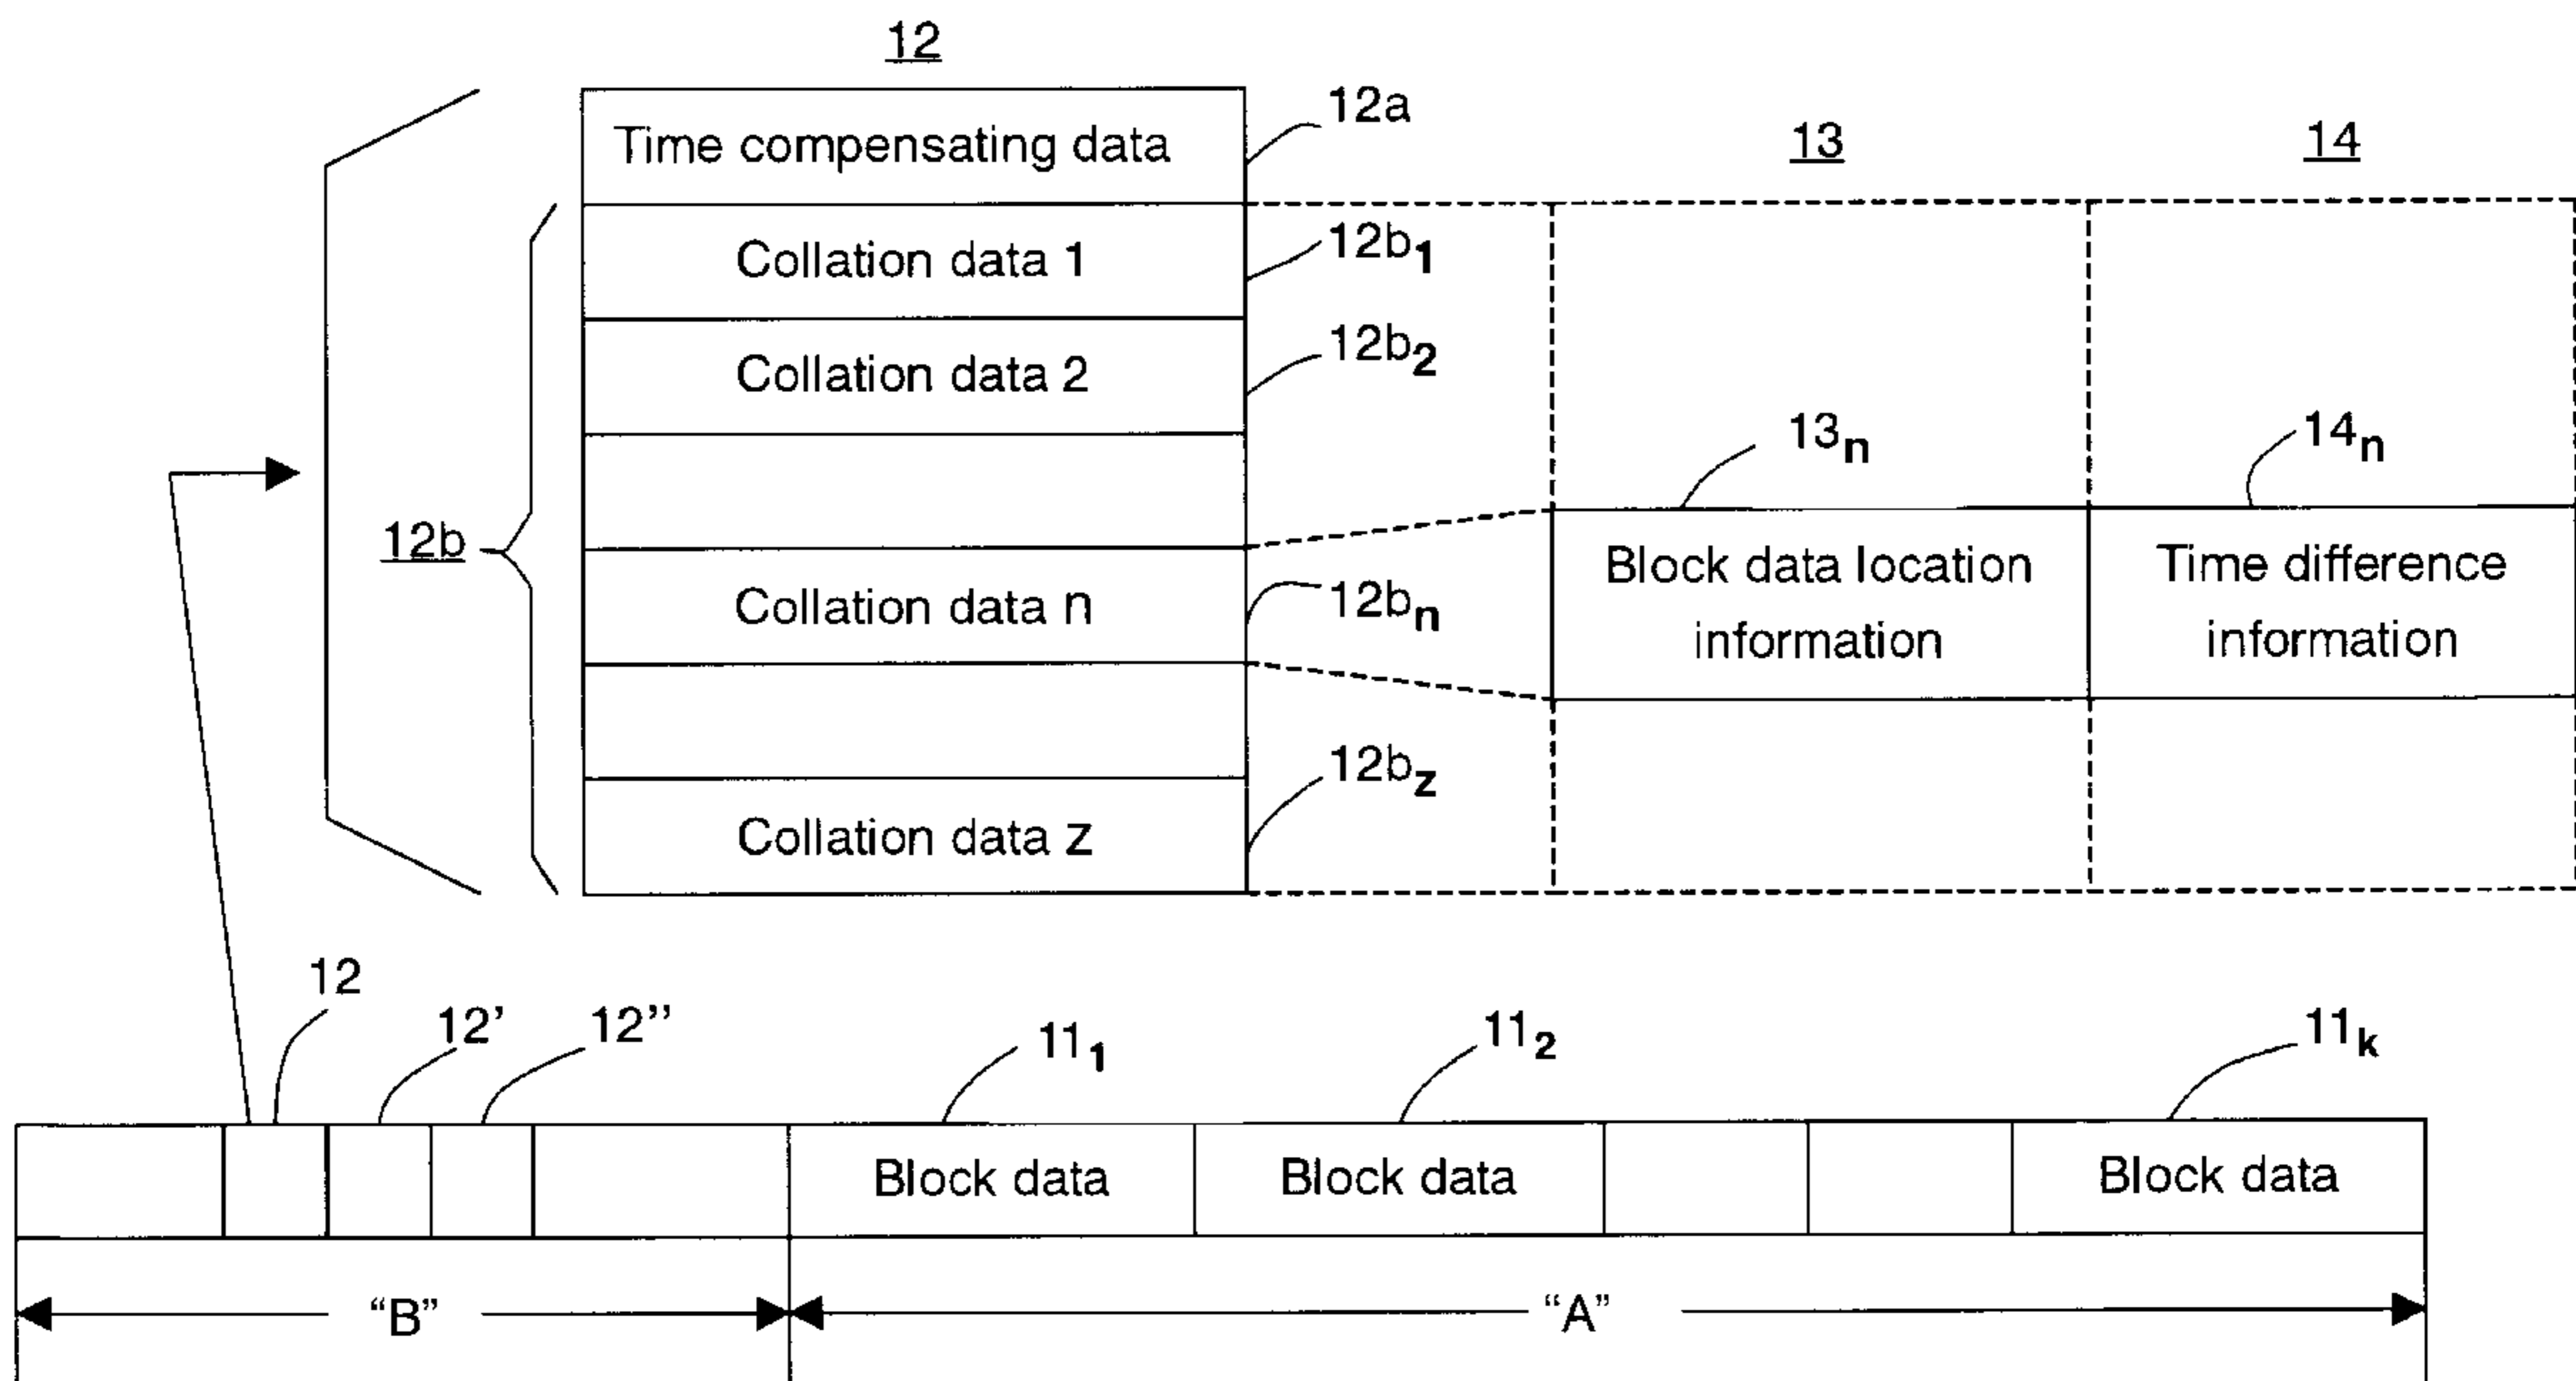 12
Time compensating data
12a
13
14
Collation data 1
12b1
Collation data 2
12b2
13n
14n
12b
Collation data n
12bn
Block data location
information
Time difference
information
Collation data z
12bz
12
12’
12’’
111
112
11k
Block data
Block data
Block data
“B”
“A”